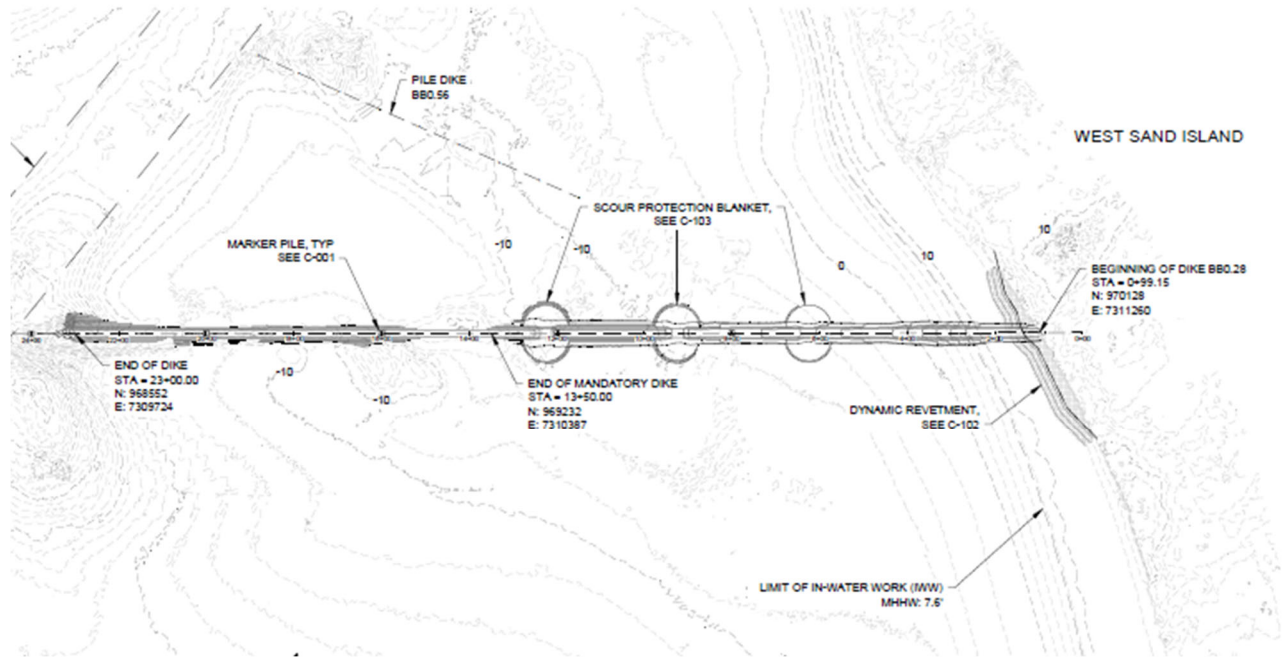 PILE DIKE
BB0.56
WEST SAND ISLAND
SCOUR PROTECTION BLANKET,
SEE C-103
-10
-10
MARKER PILE, TYP
SEE C-001
0
10
10
BEGINNING OF DIKE BB0.28
STA = 0+99.15
N: 970128
E: 7311260
0+00
END OF DIKE
STA = 23+00.00
N: 968552
E: 7309724
-10
-10
END OF MANDATORY DIKE
STA = 13+50.00
N: 969232
E: 7310387
DYNAMIC REVETMENT,
SEE C-102
LIMIT OF IN-WATER WORK (IWW)
MHHW: 7.6'